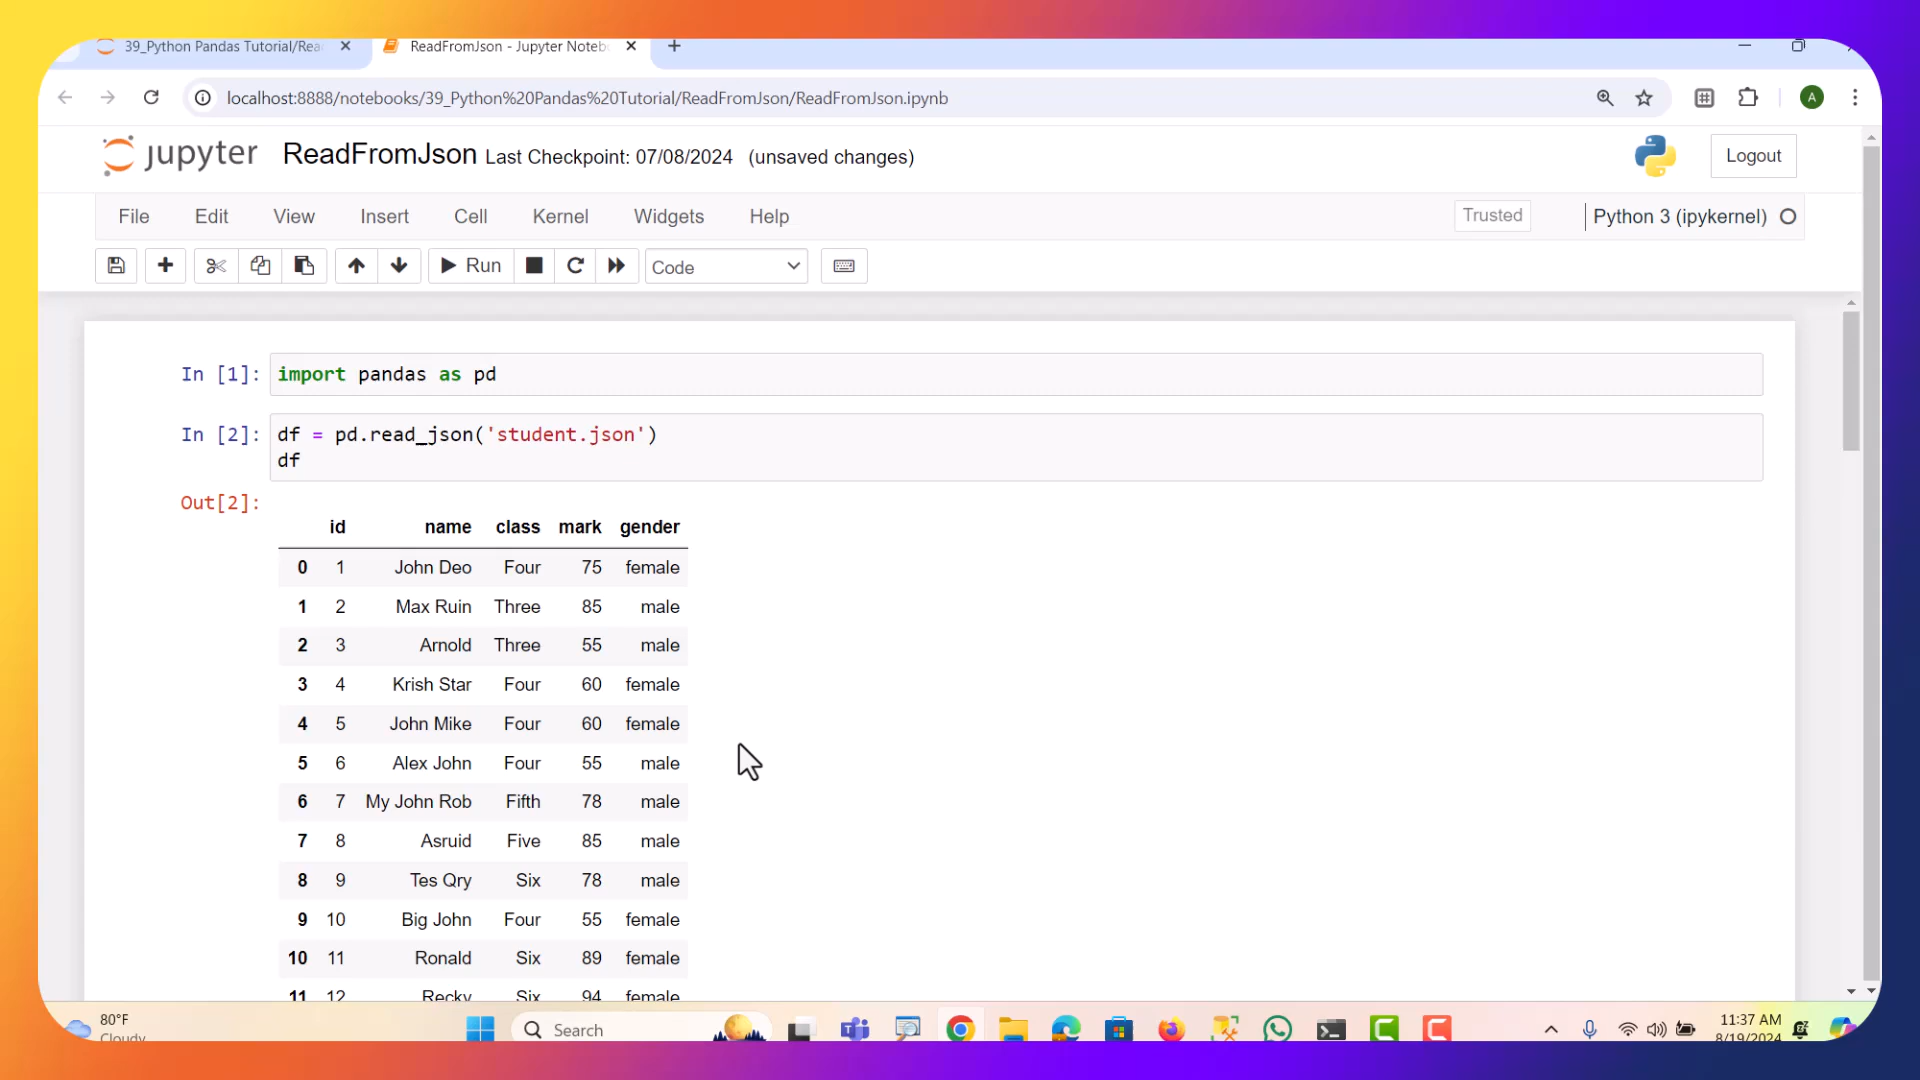 39_Python Pandas Tutorial/Rea
ReadFromJson - Jupyter Noteb
localhost:8888/notebooks/39_Python%20Pandas%20Tutorial/ReadFromJson/ReadFromJson.ipynb
A
jupyter ReadFromJson Last Checkpoint: 07/08/2024 (unsaved changes)
Logout
File Edit View Insert Cell Kernel Widgets Help
Trusted
Python 3 (ipykernel)
Run
Code
In [1]: import pandas as pd
In [2]: df = pd.read_json('student.json')
df
Out[2]:
id name class mark gender
0 1 John Deo Four 75 female
1 2 Max Ruin Three 85 male
2 3 Arnold Three 55 male
3 4 Krish Star Four 60 female
4 5 John Mike Four 60 female
5 6 Alex John Four 55 male
6 7 My John Rob Fifth 78 male
7 8 Asruid Five 85 male
8 9 Tes Qry Six 78 male
9 10 Big John Four 55 female
10 11 Ronald Six 89 female
11 12 Recky Six 94 female
80°F
Cloudy
Search
11:37 AM
8/19/2024